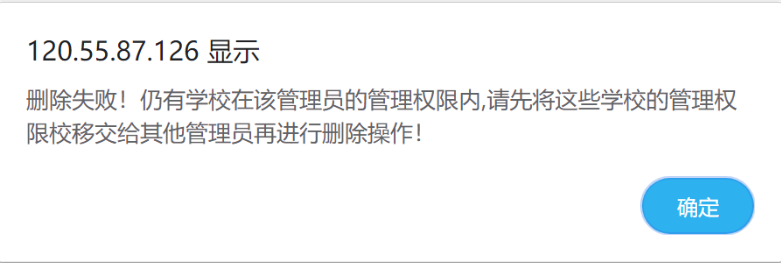 120.55.87.126 显示
删除失败！仍有学校在该管理员的管理权限内,请先将这些学校的管理权
限校移交给其他管理员再进行删除操作！
确定